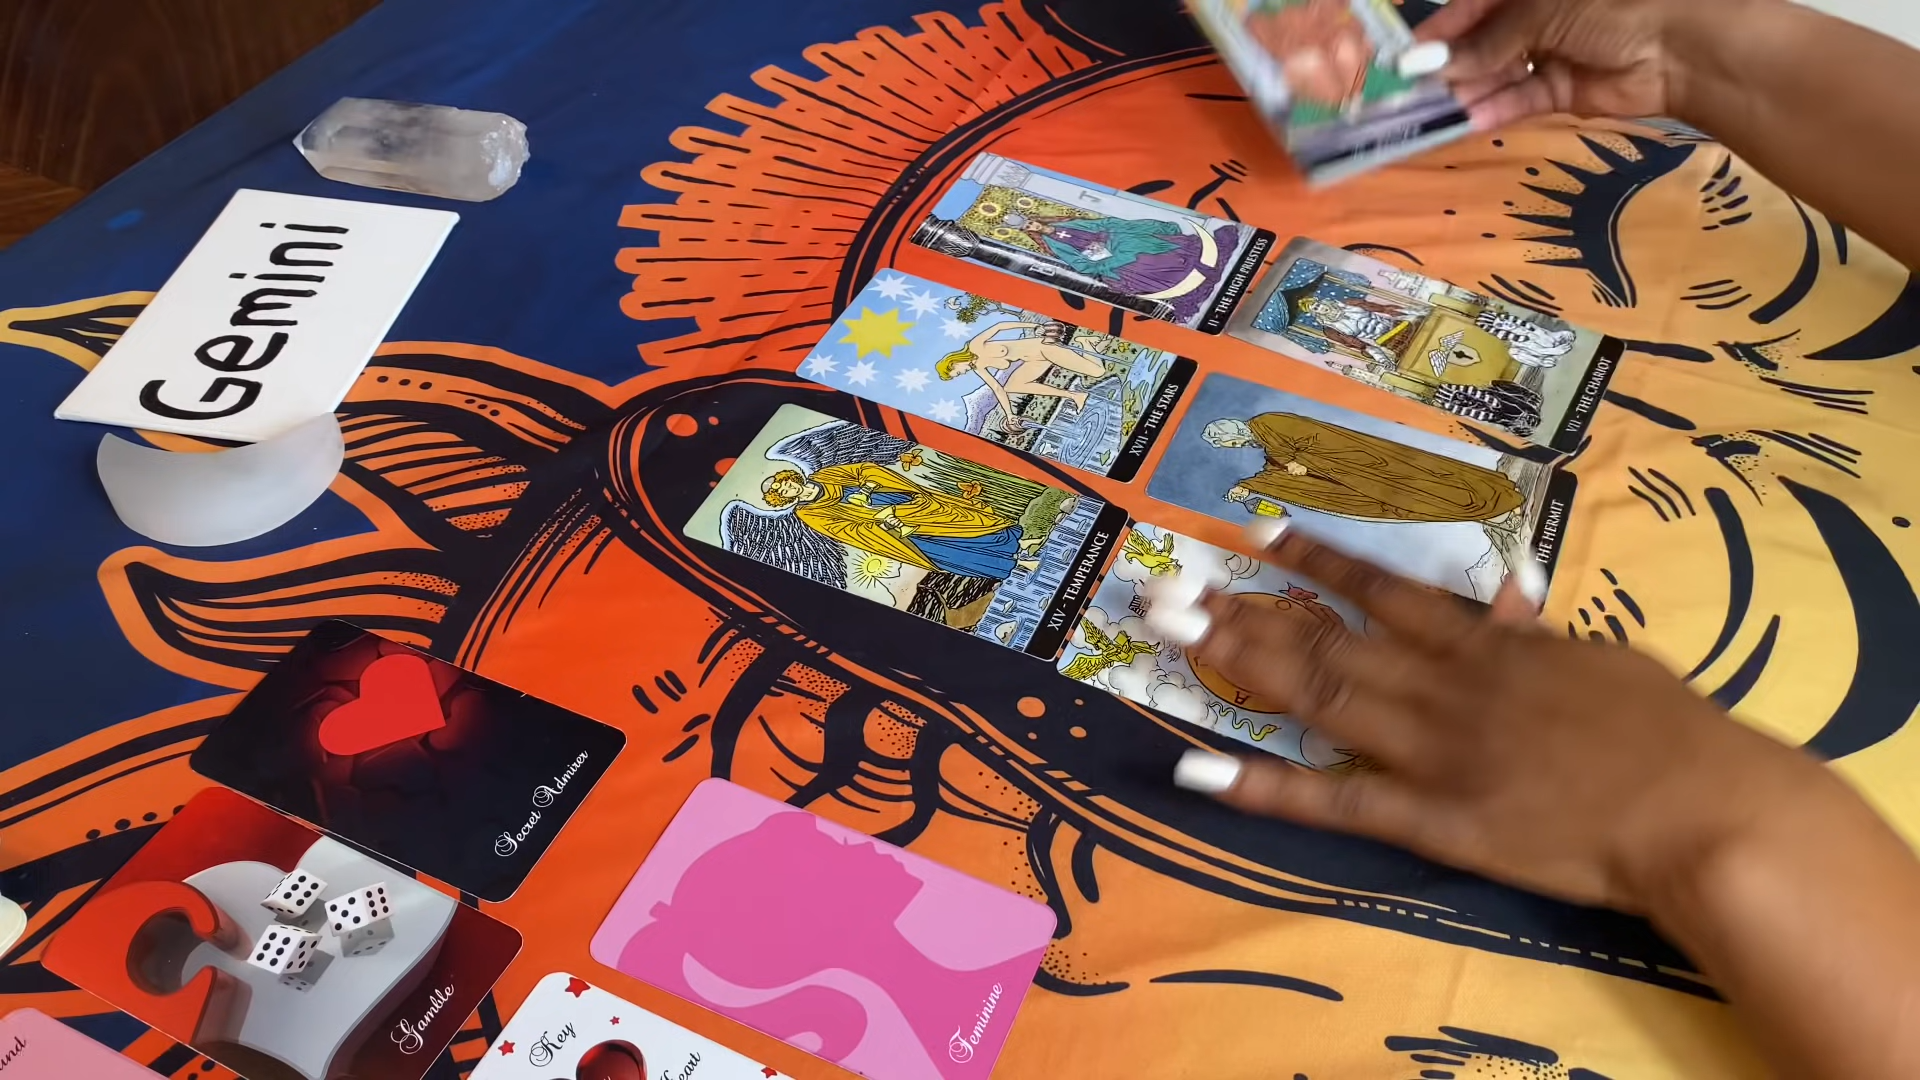 Gemini
II - THE HIGH PRIESTESS
VII - THE CHARIOT
XVII - THE STARS
THE HERMIT
XIV - TEMPERANCE
Secret Admirer
Gamble
Feminine
Key